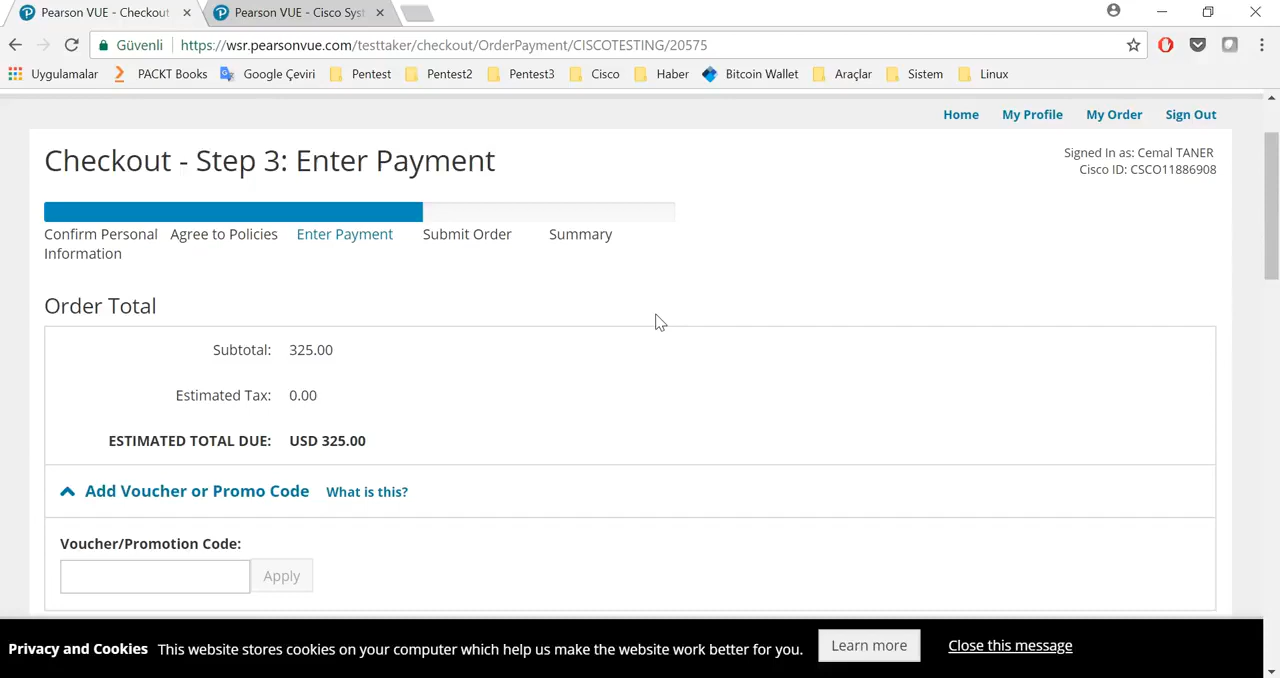 Pearson VUE - Checkout
Pearson VUE - Cisco Syst
Güvenli
https://wsr.pearsonvue.com/testtaker/checkout/OrderPayment/CISCOTESTING/20575
Uygulamalar PACKT Books Google Çeviri Pentest Pentest2 Pentest3 Cisco Haber Bitcoin Wallet Araçlar Sistem Linux
Home My Profile My Order Sign Out
Checkout - Step 3: Enter Payment
Signed In as: Cemal TANER
Cisco ID: CSCO11886908
Confirm Personal Information
Agree to Policies
Enter Payment
Submit Order
Summary
Order Total
Subtotal: 325.00
Estimated Tax: 0.00
ESTIMATED TOTAL DUE: USD 325.00
Add Voucher or Promo Code What is this?
Voucher/Promotion Code:
Apply
Privacy and Cookies This website stores cookies on your computer which help us make the website work better for you. Learn more Close this message